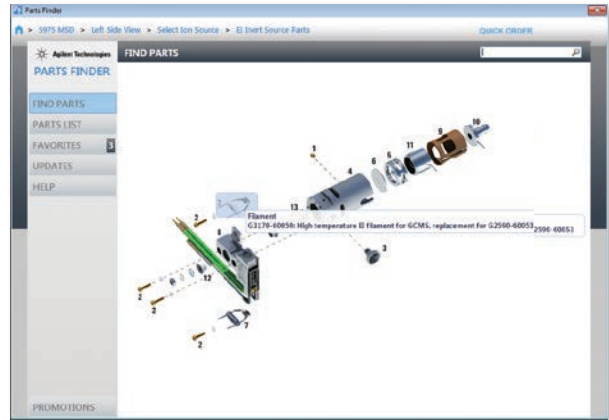 Parts Finder
> 5975 MSD > Left Side View > Select Ion Source > EI Inert Source Parts
QUICK ORDER
Agilent Technologies
PARTS FINDER
FIND PARTS
FIND PARTS
PARTS LIST
FAVORITES 3
UPDATES
HELP
PROMOTIONS
1
4
6
5
11
9
10
13
2
8
3
12
2
2
7
2
Filament
G3170-60050: High temperature EI filament for GCMS, replacement for G2590-60053
2590-60053